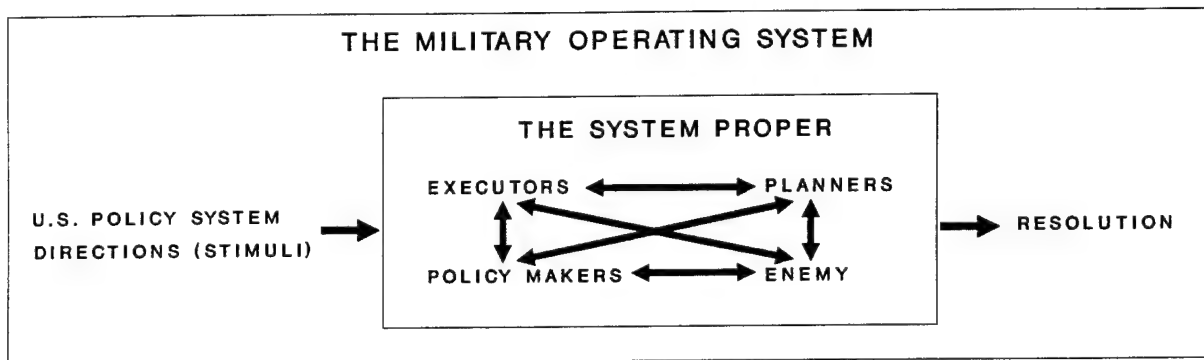 THE MILITARY OPERATING SYSTEM
THE SYSTEM PROPER
EXECUTORS PLANNERS
U.S. POLICY SYSTEM
DIRECTIONS (STIMULI)
RESOLUTION
POLICY MAKERS ENEMY